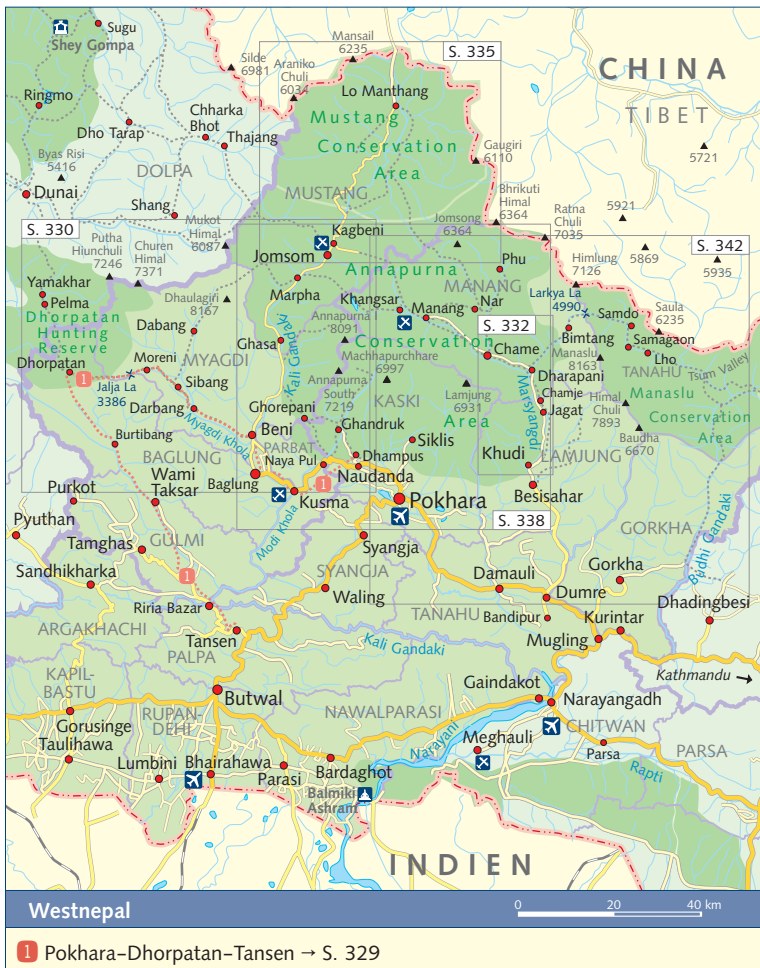 Sugu
Shey Gompa
Mansail
6235
S. 335
Silde
6981
Araniko
Chuli
6034
CHINA
TIBET
Ringmo
Lo Manthang
Chharka
Bhot
Mustang
Conservation
Area
Dho Tarap
Thajang
Byas Risi
5416
DOLPA
Gaugiri
6110
5721
Dunai
MUSTANG
Bhrikuti
Himal
6364
Shang
Ratna
Chuli
7035
5921
S. 330
Mukot
Himal
6087
Kagbeni
Jomsong
6364
S. 342
Putha
Hiunchuli
7246
Churen
Himal
7371
Jomsom
5869
5935
Annapurna
Phu
Himlung
7126
Yamakhar
Pelma
Marpha
MANANG
Dhaulagiri
8167
Khangsar
Manang
Nar
Larkya La
4990
Samdo
Saula
6235
Dhorpatan
Hunting
Reserve
Annapurna I
8091
S. 332
Dabang
Bimtang
Samagaon
Ghasa
Kali Gandak
Conservation
Chame
Lho
Moreni
MYAGDI
Machhapurchhare
6997
Manaslu
8163
Tsum Valley
Dhorpatan
1
Jalja La
3386
Sibang
Annapurna
South
7219
Dharapani
TANAHU
KASKI
Lamjung
6931
Chamje
Himal
Chuli
7893
Manaslu
Conservation
Area
Darbang
Ghorepani
Area
Marsyangdi
Jagat
Myagdi Khola
Ghandruk
Baudha
6670
Burtibang
Beni
Siklis
BAGLUNG
PARBAT
Dhampus
Khudi
LAMJUNG
Naya Pul
Wami
Taksar
Baglung
Naudanda
1
Besisahar
Purkot
Kusma
Pokhara
S. 338
Pyuthan
Modi Khola
GORKHA
GULMI
Syangja
Budhi Gandaki
Tamghas
Sandhikharka
1
SYANGJA
Gorkha
Damauli
Waling
Dumre
Riria Bazar
TANAHU
Bandipur
Kurintar
Dhadingbesi
ARGAKHACHI
Tansen
Mugling
PALPA
Kali Gandaki
KAPIL-
BASTU
Kathmandu
Butwal
Gaindakot
Narayangadh
RUPAN-
DEHI
NAWALPARASI
Gorusinge
CHITWAN
Taulihawa
Narayani
Meghauli
Parsa
PARSA
Lumbini
Bhairahawa
Parasi
Bardaghot
Rapti
Balmiki
Ashram
INDIEN
Westnepal
0 20 40 km
1 Pokhara–Dhorpatan–Tansen → S. 329